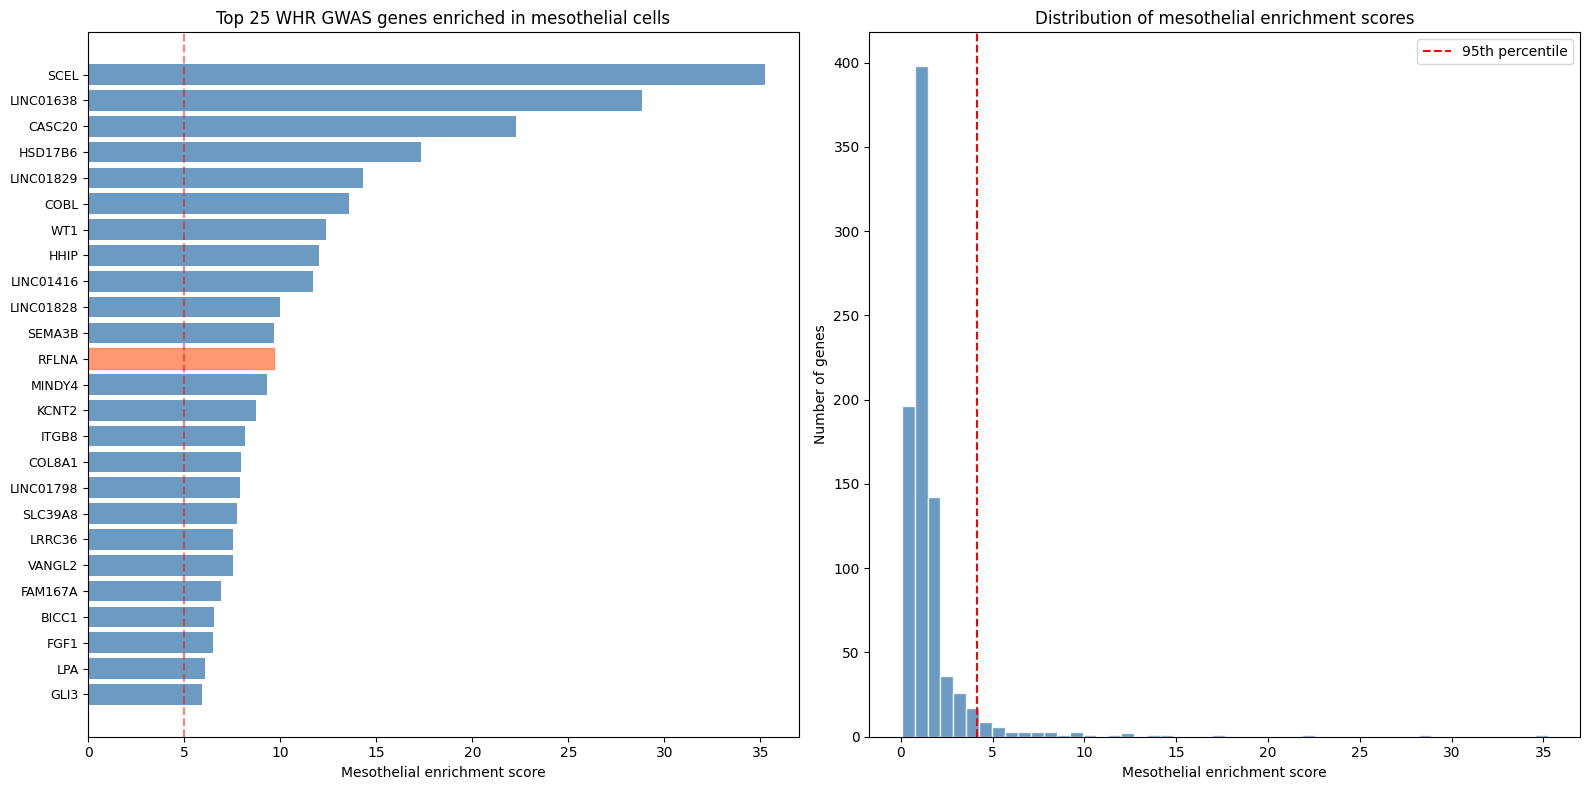 Top 25 WHR GWAS genes enriched in mesothelial cells
SCEL
LINC01638
CASC20
HSD17B6
LINC01829
COBL
WT1
HHIP
LINC01416
LINC01828
SEMA3B
RFLNA
MINDY4
KCNT2
ITGB8
COL8A1
LINC01798
SLC39A8
LRRC36
VANGL2
FAM167A
BICC1
FGF1
LPA
GLI3
0 5 10 15 20 25 30 35
Mesothelial enrichment score
Distribution of mesothelial enrichment scores
95th percentile
Number of genes
400
350
300
250
200
150
100
50
0
0 5 10 15 20 25 30 35
Mesothelial enrichment score